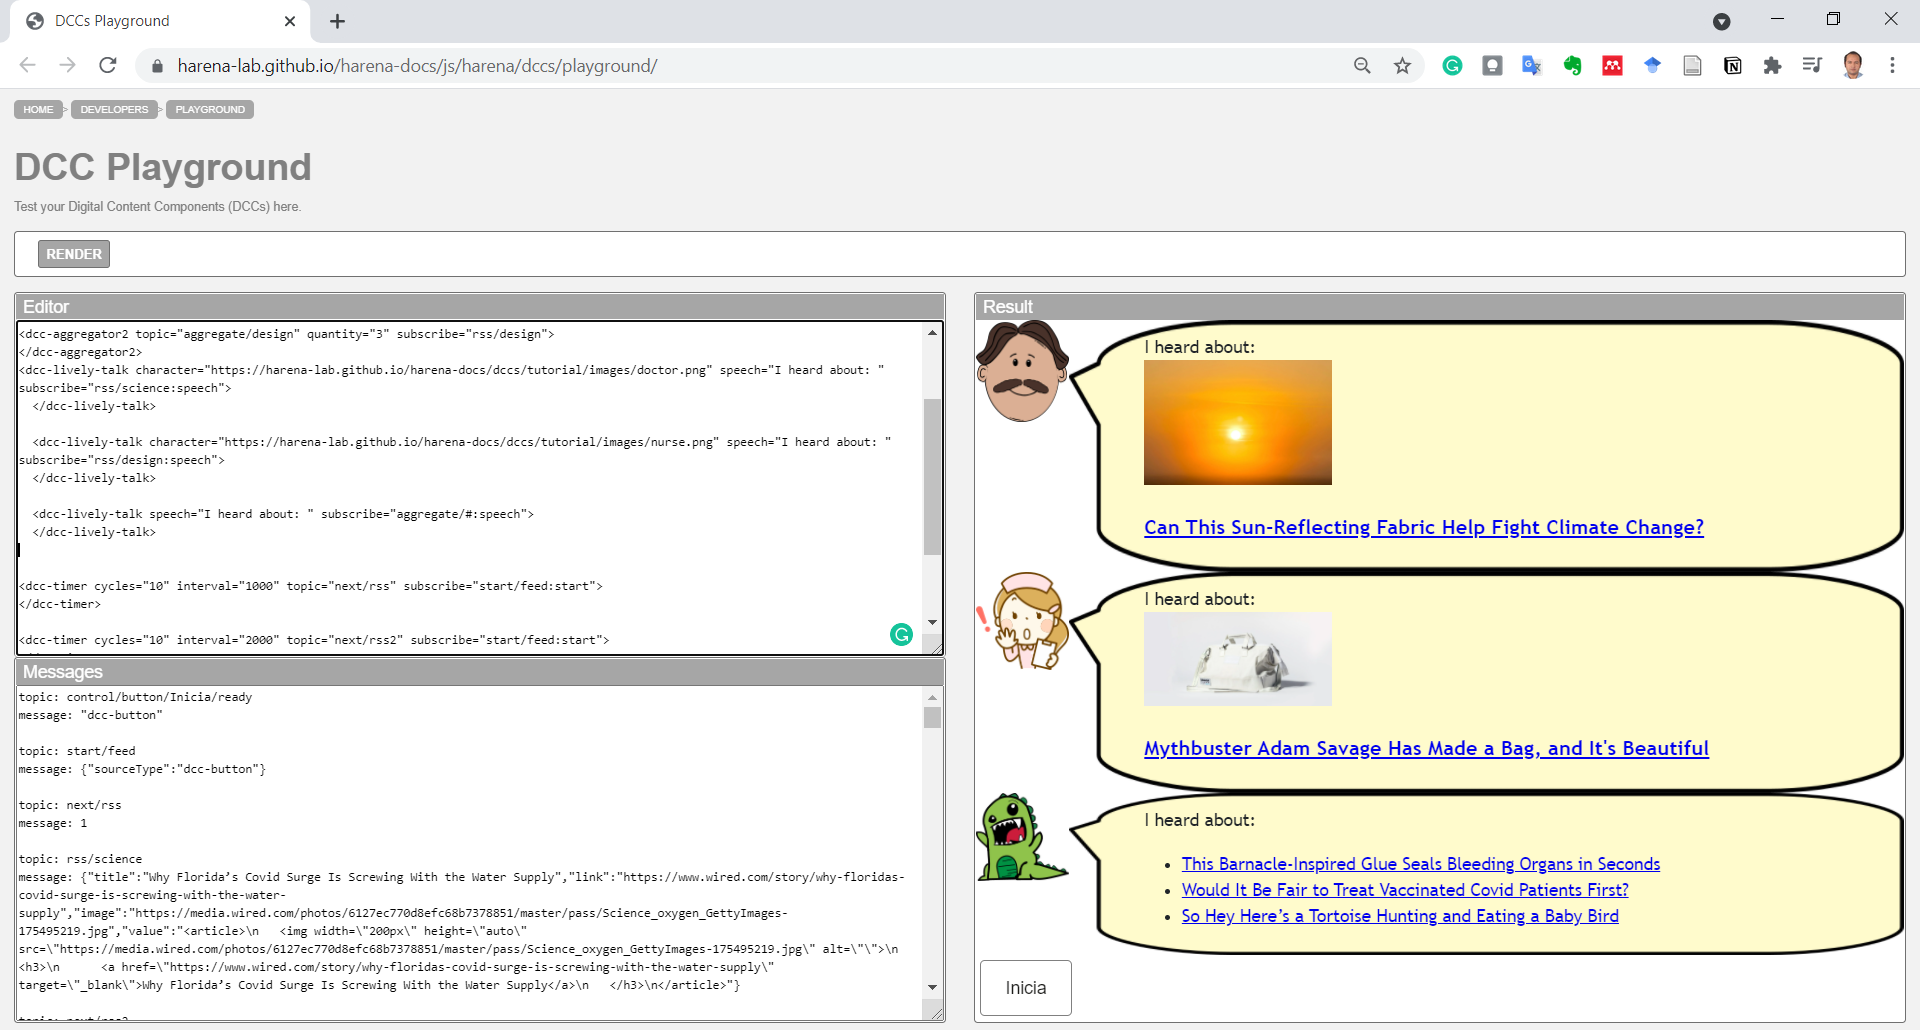 DCCs Playground
harena-lab.github.io/harena-docs/js/harena/dccs/playground/
HOME > DEVELOPERS > PLAYGROUND
DCC Playground
Test your Digital Content Components (DCCs) here.
RENDER
Editor
<dcc-aggregator2 topic="aggregate/design" quantity="3" subscribe="rss/design">
</dcc-aggregator2>
<dcc-lively-talk character="https://harena-lab.github.io/harena-docs/dccs/tutorial/images/doctor.png" speech="I heard about: "
subscribe="rss/science:speech">
</dcc-lively-talk>
<dcc-lively-talk character="https://harena-lab.github.io/harena-docs/dccs/tutorial/images/nurse.png" speech="I heard about: "
subscribe="rss/design:speech">
</dcc-lively-talk>
<dcc-lively-talk speech="I heard about: " subscribe="aggregate/#:speech">
</dcc-lively-talk>
<dcc-timer cycles="10" interval="1000" topic="next/rss" subscribe="start/feed:start">
</dcc-timer>
<dcc-timer cycles="10" interval="2000" topic="next/rss2" subscribe="start/feed:start">
Messages
topic: control/button/Inicia/ready
message: "dcc-button"
topic: start/feed
message: {"sourceType":"dcc-button"}
topic: next/rss
message: 1
topic: rss/science
message: {"title":"Why Florida’s Covid Surge Is Screwing With the Water Supply","link":"https://www.wired.com/story/why-floridas-
covid-surge-is-screwing-with-the-water-
supply","image":"https://media.wired.com/photos/6127ec770d8efc68b7378851/master/pass/Science_oxygen_GettyImages-
175495219.jpg","value":"<article>\n   <img width=\"200px\" height=\"auto\"
src=\"https://media.wired.com/photos/6127ec770d8efc68b7378851/master/pass/Science_oxygen_GettyImages-175495219.jpg\" alt=\"\">\n
<h3>\n      <a href=\"https://www.wired.com/story/why-floridas-covid-surge-is-screwing-with-the-water-supply\"
target=\"_blank\">Why Florida’s Covid Surge Is Screwing With the Water Supply</a>\n   </h3>\n</article>"}
Result
I heard about:
Can This Sun-Reflecting Fabric Help Fight Climate Change?
I heard about:
Mythbuster Adam Savage Has Made a Bag, and It's Beautiful
I heard about:
• This Barnacle-Inspired Glue Seals Bleeding Organs in Seconds
• Would It Be Fair to Treat Vaccinated Covid Patients First?
• So Hey Here’s a Tortoise Hunting and Eating a Baby Bird
Inicia